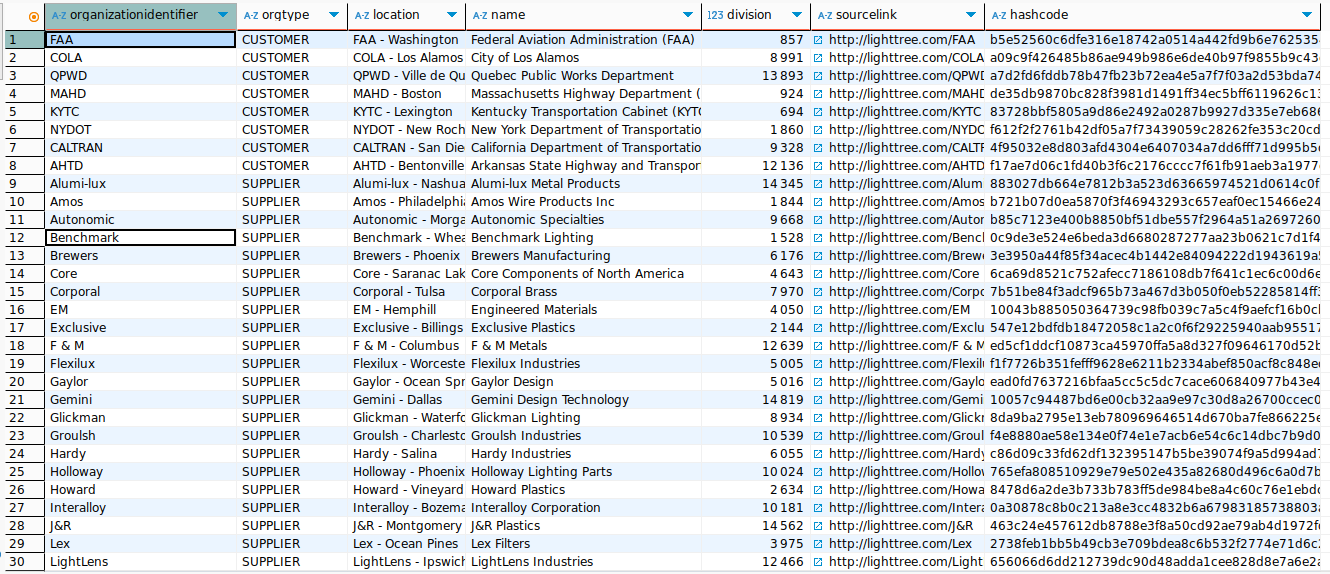 A-Z organizationidentifier A-Z orgtype A-Z location A-Z name 123 division A-Z sourcelink A-Z hashcode
1 FAA CUSTOMER FAA - Washington Federal Aviation Administration (FAA) 857 http://lighttree.com/FAA b5e52560c6dfe316e18742a0514a442fd9b6e762535
2 COLA CUSTOMER COLA - Los Alamos City of Los Alamos 8 991 http://lighttree.com/COLA a09c9f426485b86ae949b986e6de40b97f9855b9c43
3 QPWD CUSTOMER QPWD - Ville de Qu Quebec Public Works Department 13 893 http://lighttree.com/QPWD a7d2fd6fddb78b47fb23b72ea4e5a7f7f03a2d53bda74
4 MAHD CUSTOMER MAHD - Boston Massachusetts Highway Department ( 924 http://lighttree.com/MAHD de35db9870bc828f3981d1491ff34ec5bff6119626c1
5 KYTC CUSTOMER KYTC - Lexington Kentucky Transportation Cabinet (KYTC 694 http://lighttree.com/KYTC 83728bbf5805a9d86e2492a0287b9927d335e7eb686
6 NYDOT CUSTOMER NYDOT - New Roch New York Department of Transportatio 1 860 http://lighttree.com/NYDO f612f2f2761b42df05a7f73439059c28262fe353c20cd
7 CALTRAN CUSTOMER CALTRAN - San Die California Department of Transportatio 9 328 http://lighttree.com/CALTR 4f95032e8d803afd4304e6407034a7dd6fff71d995b5
8 AHTD CUSTOMER AHTD - Bentonville Arkansas State Highway and Transpor 12 136 http://lighttree.com/AHTD f17ae7d06c1fd40b3f6c2176cccc7f61fb91aeb3a1977
9 Alumi-lux SUPPLIER Alumi-lux - Nashua Alumi-lux Metal Products 14 345 http://lighttree.com/Alum 883027db664e7812b3a523d63665974521d0614c0f
10 Amos SUPPLIER Amos - Philadelphi Amos Wire Products Inc 1 844 http://lighttree.com/Amos b721b07d0ea5870f3f46943293c657eaf0ec15466e24
11 Autonomic SUPPLIER Autonomic - Morga Autonomic Specialties 9 668 http://lighttree.com/Auton b85c7123e400b8850bf51dbe557f2964a51a2697260
12 Benchmark SUPPLIER Benchmark - Whea Benchmark Lighting 1 528 http://lighttree.com/Bencl 0c9de3e524e6beda3d6680287277aa23b0621c7d1f4
13 Brewers SUPPLIER Brewers - Phoenix Brewers Manufacturing 6 176 http://lighttree.com/Brew 3e3950a44f85f34acec4b1442e84094222d1943619a
14 Core SUPPLIER Core - Saranac Lak Core Components of North America 4 643 http://lighttree.com/Core 6ca69d8521c752afecc7186108db7f641c1ec6c00d6e
15 Corporal SUPPLIER Corporal - Tulsa Corporal Brass 7 970 http://lighttree.com/Corpo 7b51be84f3adcf965b73a467d3b050f0eb52285814ff
16 EM SUPPLIER EM - Hemphill Engineered Materials 4 050 http://lighttree.com/EM 10043b885050364739c98fb039c7a5c4f9aefcf16b0c
17 Exclusive SUPPLIER Exclusive - Billings Exclusive Plastics 2 144 http://lighttree.com/Exclu 547e12bdfdb18472058c1a2c0f6f29225940aab95517
18 F & M SUPPLIER F & M - Columbus F & M Metals 12 639 http://lighttree.com/F & M ed5cf1ddcf10873ca45970ffa5a8d327f09646170d52
19 Flexilux SUPPLIER Flexilux - Worceste Flexilux Industries 5 005 http://lighttree.com/Flexil f1f7726b351fefff9628e6211b2334abef850acf8c848e
20 Gaylor SUPPLIER Gaylor - Ocean Spr Gaylor Design 5 016 http://lighttree.com/Gaylo ead0fd7637216bfaa5cc5c5dc7cace606840977b43e4
21 Gemini SUPPLIER Gemini - Dallas Gemini Design Technology 14 819 http://lighttree.com/Gemi 10057c94487bd6e00cb32aa9e97c30d8a26700ccec0
22 Glickman SUPPLIER Glickman - Waterfo Glickman Lighting 8 934 http://lighttree.com/Glickr 8da9ba2795e13eb780969646514d670ba7fe866225e
23 Groulsh SUPPLIER Groulsh - Charlesto Groulsh Industries 10 539 http://lighttree.com/Groul f4e8880ae58e134e0f74e1e7acb6e54c6c14dbc7b9d0
24 Hardy SUPPLIER Hardy - Salina Hardy Industries 6 055 http://lighttree.com/Hardy c86d09c33fd62df132395147b5be39074f9a5d994ad7
25 Holloway SUPPLIER Holloway - Phoenix Holloway Lighting Parts 10 024 http://lighttree.com/Hollo 765efa808510929e79e502e435a82680d496c6a0d7b
26 Howard SUPPLIER Howard - Vineyard Howard Plastics 2 634 http://lighttree.com/Howa 8478d6a2de3b733b783ff5de984be8a4c60c76e1ebd
27 Interalloy SUPPLIER Interalloy - Bozema Interalloy Corporation 10 181 http://lighttree.com/Inter 0a30878c8b0c213a8e3cc4832b6a67983185738803
28 J&R SUPPLIER J&R - Montgomery J&R Plastics 14 562 http://lighttree.com/J&R 463c24e457612db8788e3f8a50cd92ae79ab4d1972f
29 Lex SUPPLIER Lex - Ocean Pines Lex Filters 3 975 http://lighttree.com/Lex 2738feb1bb5b49cb3e709bdea8c6b532f2774e71d6c
30 LightLens SUPPLIER LightLens - Ipswich LightLens Industries 12 466 http://lighttree.com/Light 656066d6dd212739dc90d48adda1cee828d8e7a6e2